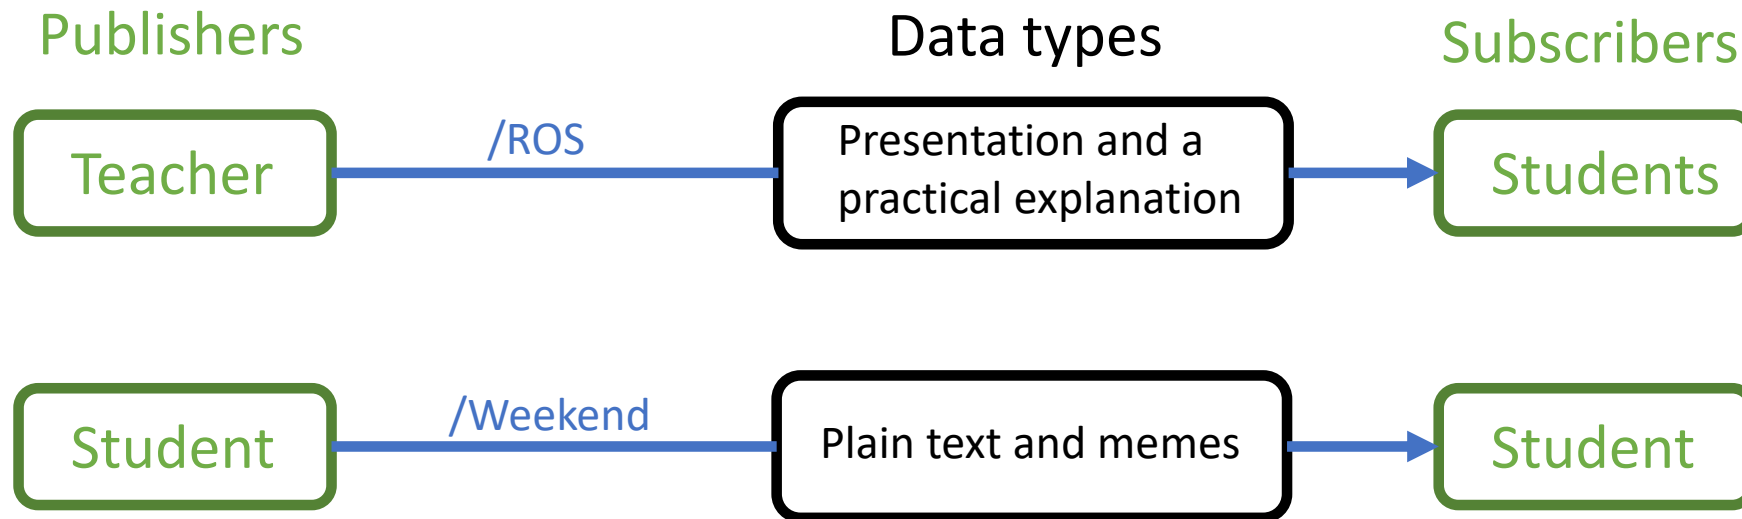 Publishers
Data types
Subscribers
Teacher
/ROS
Presentation and a
practical explanation
Students
Student
/Weekend
Plain text and memes
Student